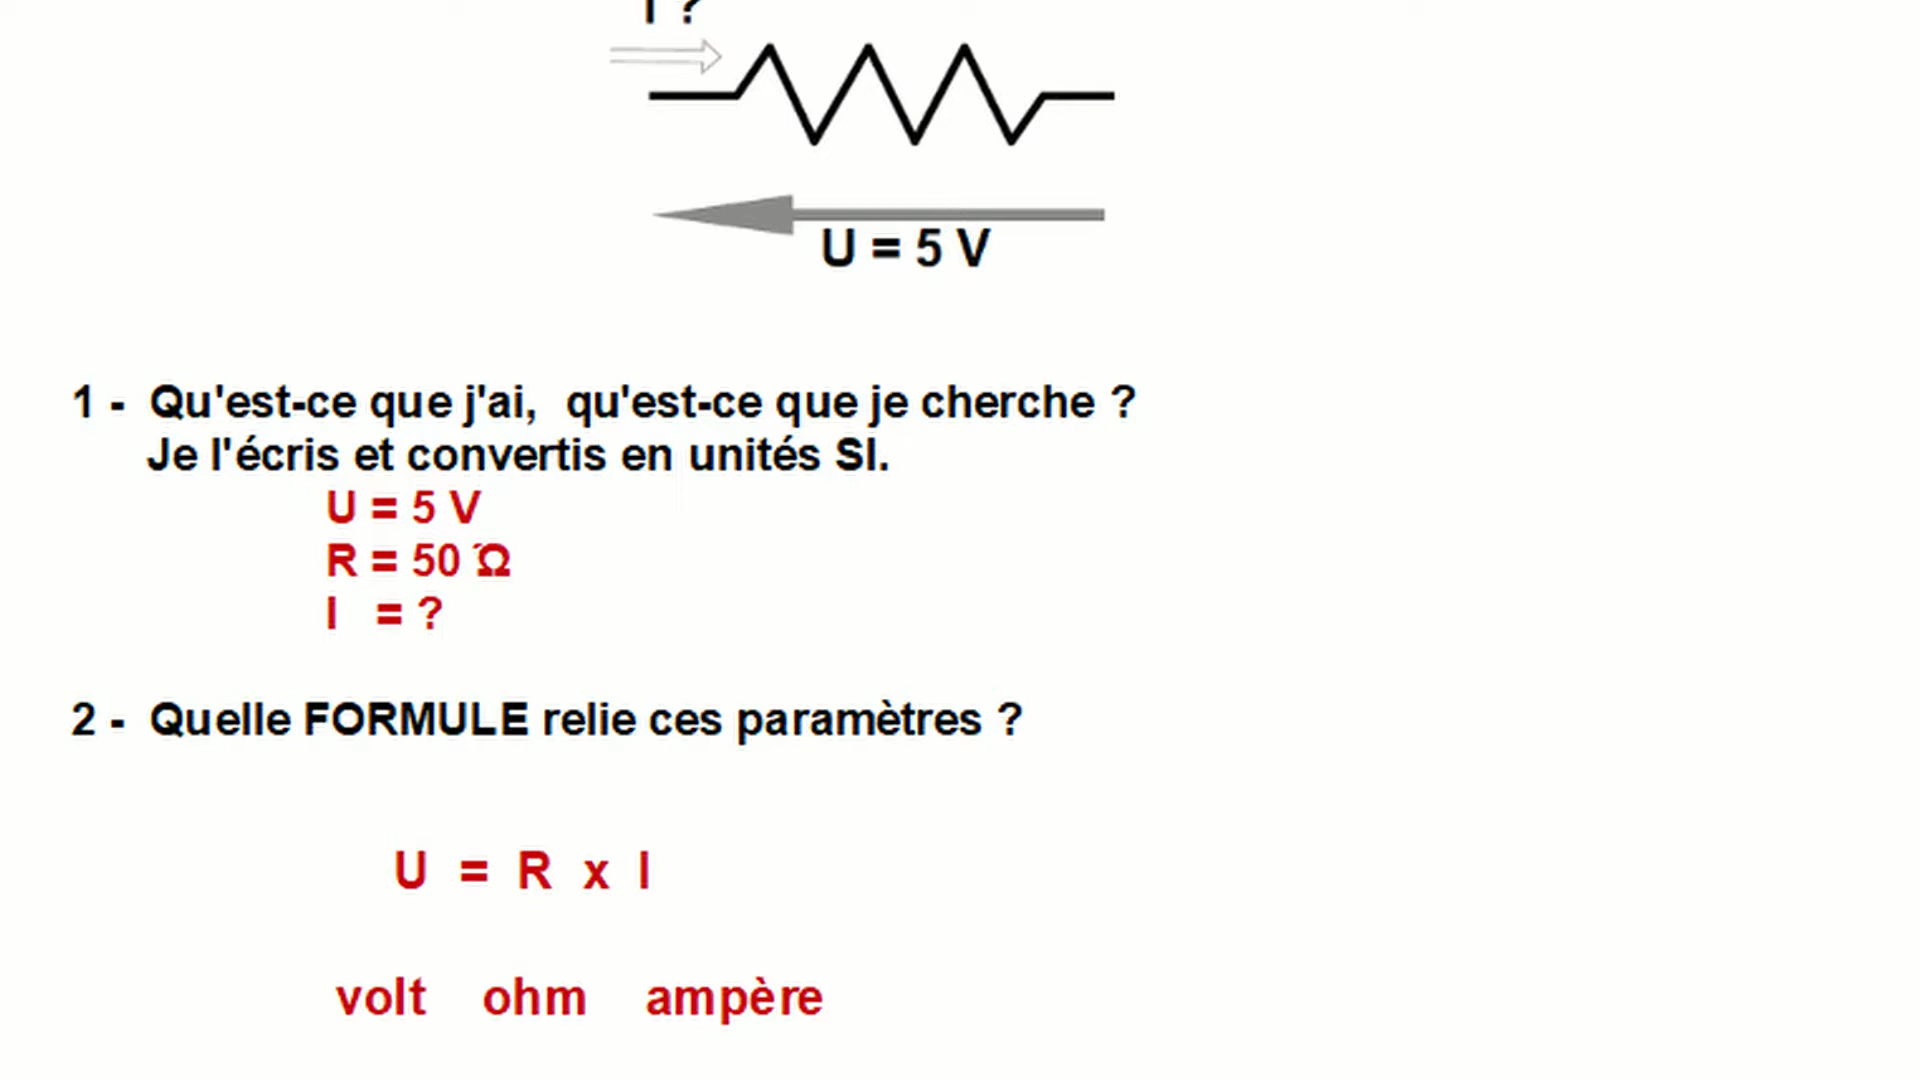 I ?
U = 5 V
1 - Qu'est-ce que j'ai, qu'est-ce que je cherche ?
Je l'écris et convertis en unités SI.
U = 5 V
R = 50 Ω
I = ?
2 - Quelle FORMULE relie ces paramètres ?
U = R x I
volt ohm ampère